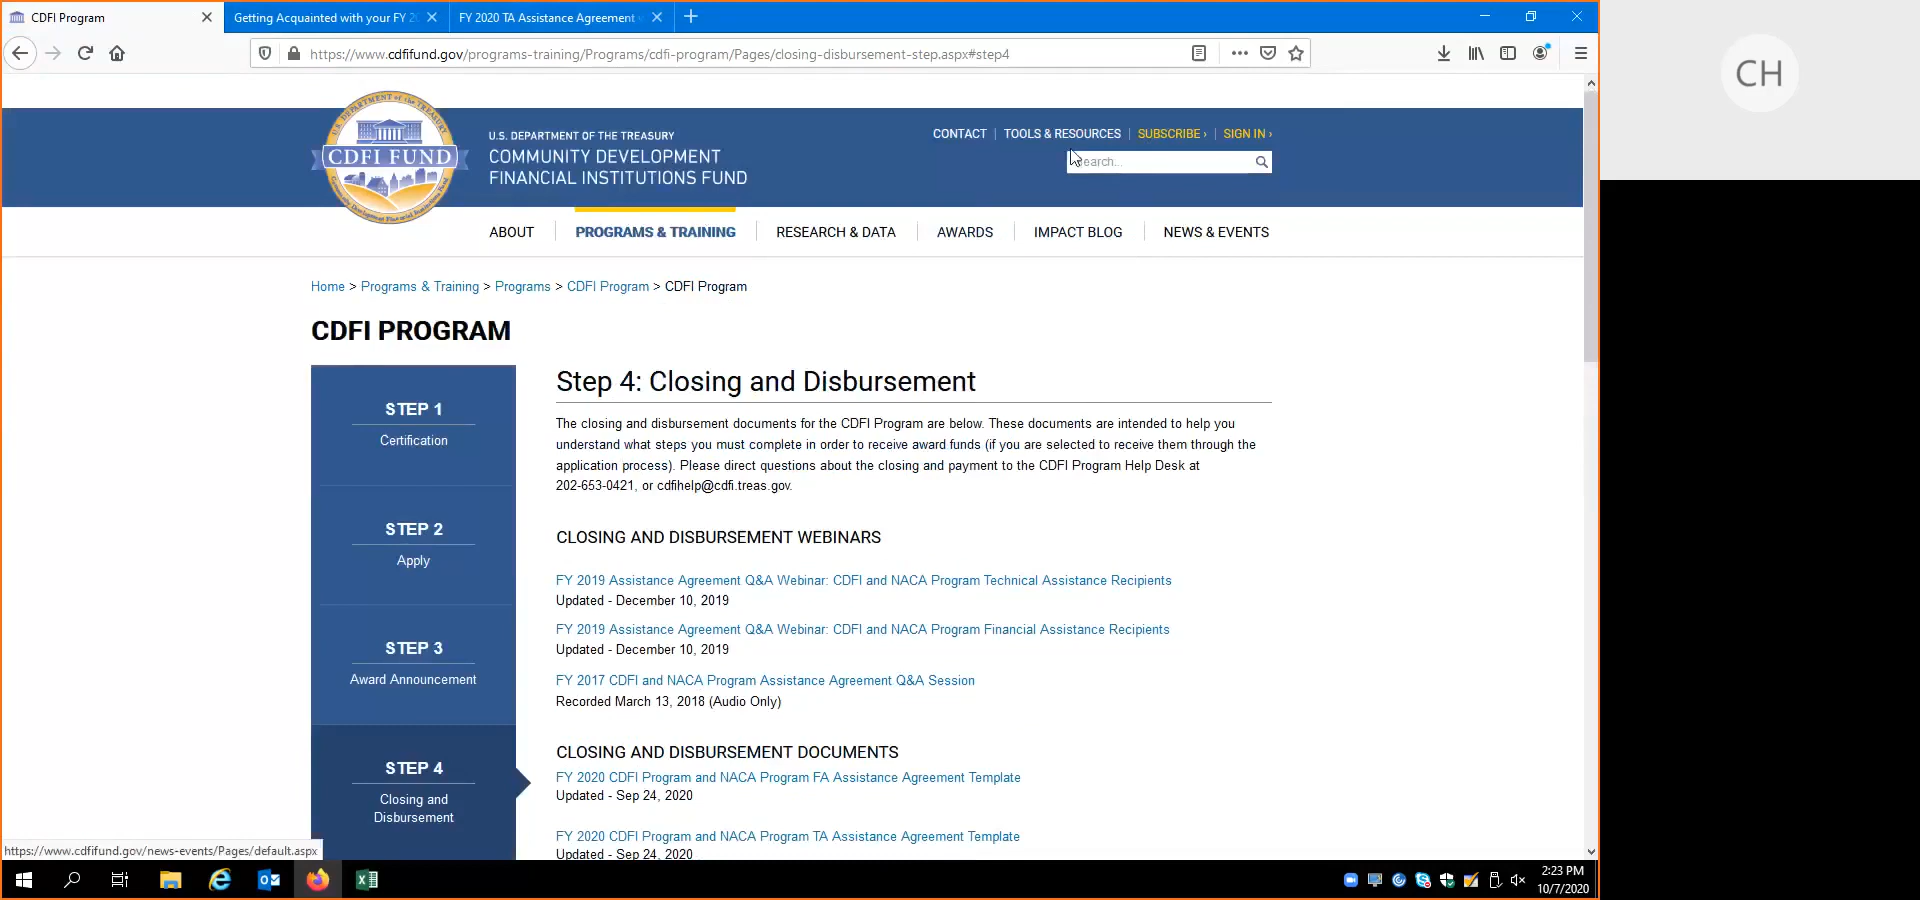 CDFI Program
Getting Acquainted with your FY 2
FY 2020 TA Assistance Agreement
https://www.cdfifund.gov/programs-training/Programs/cdfi-program/Pages/closing-disbursement-step.aspx#step4
CH
U.S. DEPARTMENT of the TREASURY
CDFI FUND
U.S. DEPARTMENT OF THE TREASURY
COMMUNITY DEVELOPMENT
FINANCIAL INSTITUTIONS FUND
CONTACT | TOOLS & RESOURCES | SUBSCRIBE › | SIGN IN ›
earch...
ABOUT
PROGRAMS & TRAINING
RESEARCH & DATA
AWARDS
IMPACT BLOG
NEWS & EVENTS
Home > Programs & Training > Programs > CDFI Program > CDFI Program
CDFI PROGRAM
STEP 1
Certification
STEP 2
Apply
STEP 3
Award Announcement
STEP 4
Closing and
Disbursement
Step 4: Closing and Disbursement
The closing and disbursement documents for the CDFI Program are below. These documents are intended to help you
understand what steps you must complete in order to receive award funds (if you are selected to receive them through the
application process). Please direct questions about the closing and payment to the CDFI Program Help Desk at
202-653-0421, or cdfihelp@cdfi.treas.gov.
CLOSING AND DISBURSEMENT WEBINARS
FY 2019 Assistance Agreement Q&A Webinar: CDFI and NACA Program Technical Assistance Recipients
Updated - December 10, 2019
FY 2019 Assistance Agreement Q&A Webinar: CDFI and NACA Program Financial Assistance Recipients
Updated - December 10, 2019
FY 2017 CDFI and NACA Program Assistance Agreement Q&A Session
Recorded March 13, 2018 (Audio Only)
CLOSING AND DISBURSEMENT DOCUMENTS
FY 2020 CDFI Program and NACA Program FA Assistance Agreement Template
Updated - Sep 24, 2020
FY 2020 CDFI Program and NACA Program TA Assistance Agreement Template
Updated - Sep 24, 2020
https://www.cdfifund.gov/news-events/Pages/default.aspx
2:23 PM
10/7/2020